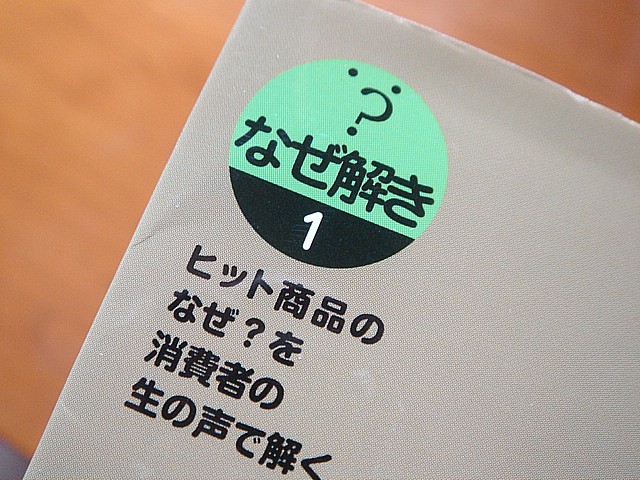 ?
なぜ解き
1
ヒット商品の
なぜ?を
消費者の
生の声で解く